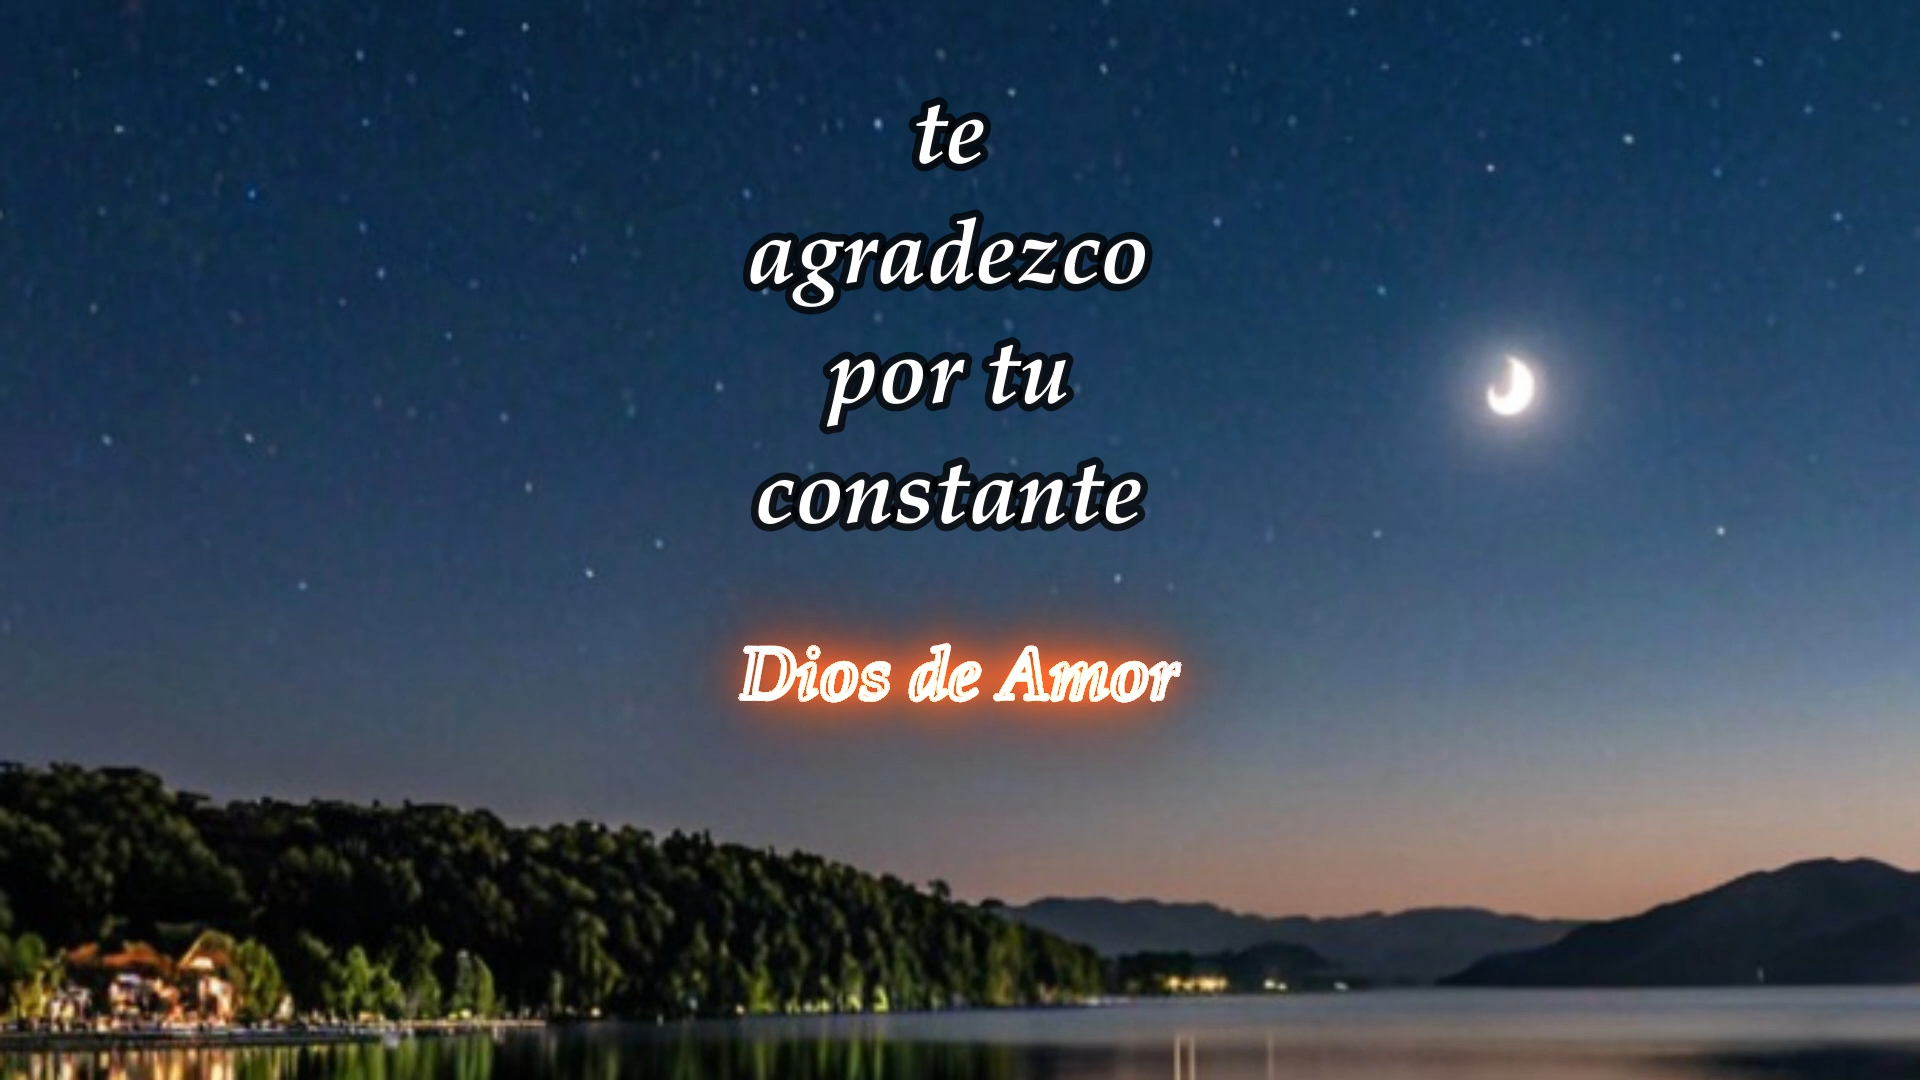 te
agradezco
por tu
constante
Dios de Amor